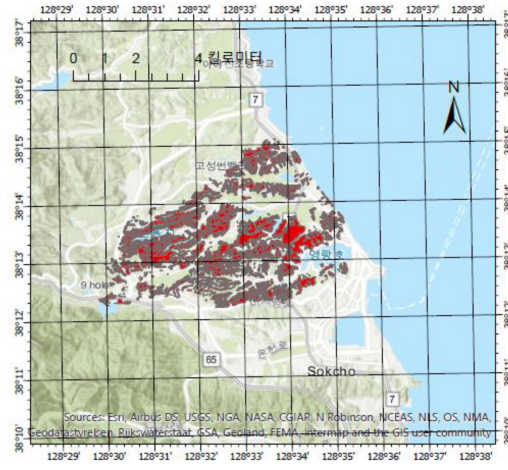 128°29' 128°30' 128°31' 128°32' 128°33' 128°34' 128°35' 128°36' 128°37' 128°38'
38°17'
38°16'
38°15'
38°14'
38°13'
38°12'
38°11'
38°10'
0 1 2 4 킬로미터
7
N
고성썬밸
영랑호
9 hole
65
Sokcho
7
Sources: Esri, Airbus DS, USGS, NGA, NASA, CGIAR, N Robinson, NCEAS, NLS, OS, NMA,
Geodatastyrelsen, Rijkswaterstaat, GSA, Geoland, FEMA, Intermap and the GIS user community
128°29' 128°30' 128°31' 128°32' 128°33' 128°34' 128°35' 128°36' 128°37' 128°38'